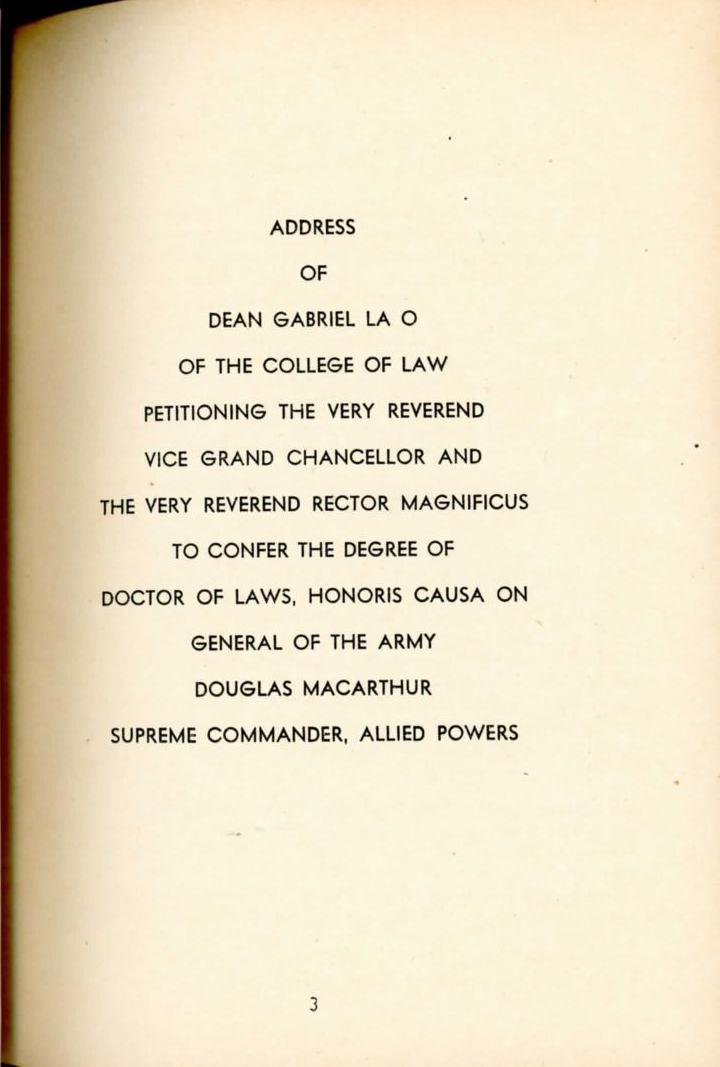 ADDRESS
OF
DEAN GABRIEL LA O
OF THE COLLEGE OF LAW
PETITIONING THE VERY REVEREND
VICE GRAND CHANCELLOR AND
THE VERY REVEREND RECTOR MAGNIFICUS
TO CONFER THE DEGREE OF
DOCTOR OF LAWS, HONORIS CAUSA ON
GENERAL OF THE ARMY
DOUGLAS MACARTHUR
SUPREME COMMANDER, ALLIED POWERS
3